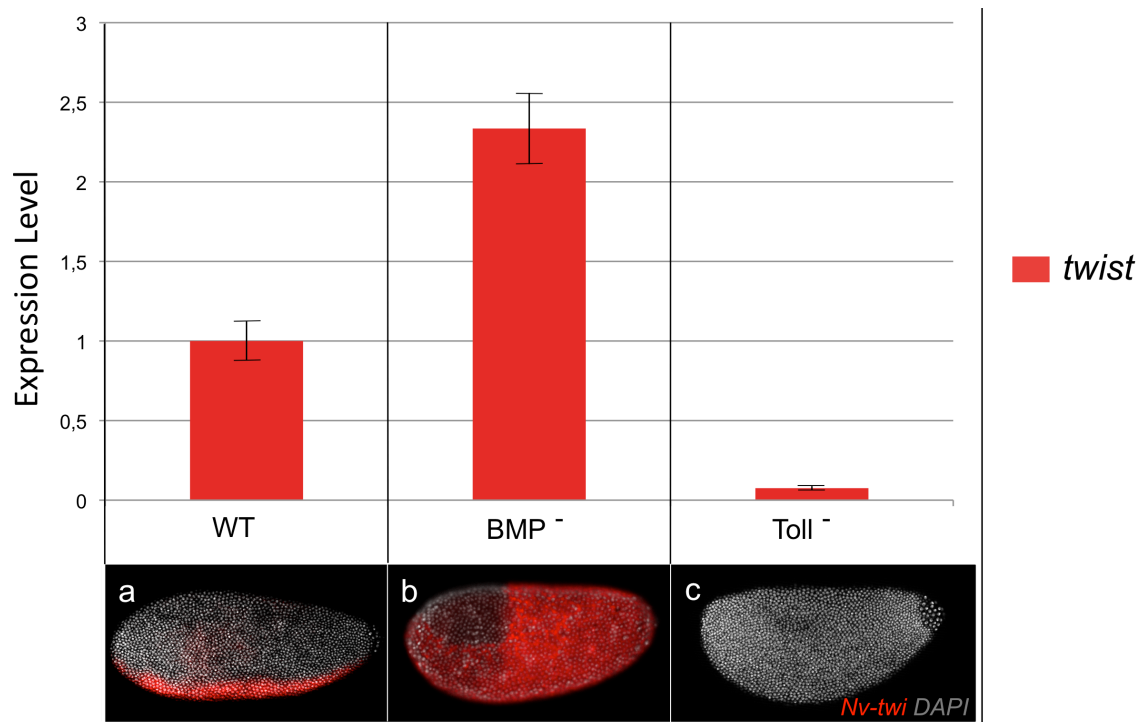 3
2,5
2
1,5
1
0,5
0
Expression Level
twist
WT
BMP -
Toll -
a
b
c
Nv-twi DAPI